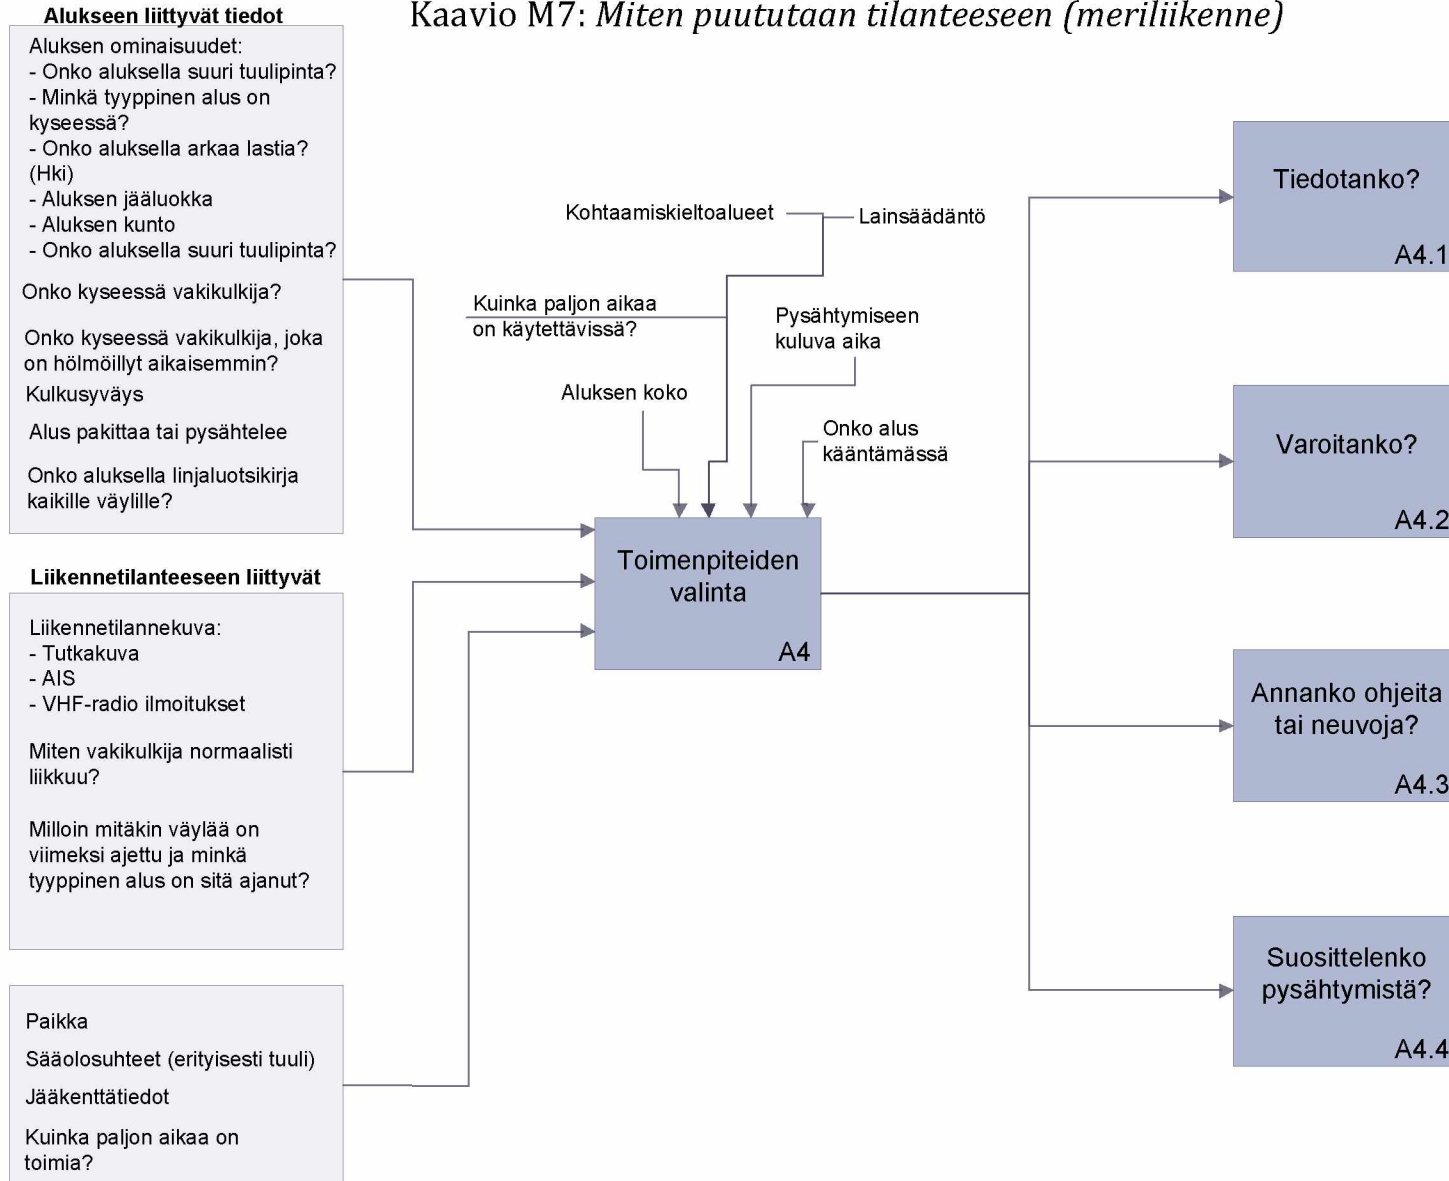 Kaavio M7: Miten puututaan tilanteeseen (meriliikenne)
Alukseen liittyvät tiedot
Aluksen ominaisuudet:
- Onko aluksella suuri tuulipinta?
- Minkä tyyppinen alus on
kyseessä?
- Onko aluksella arkaa lastia?
(Hki)
- Aluksen jääluokka
- Aluksen kunto
- Onko aluksella suuri tuulipinta?
Onko kyseessä vakikulkija?
Onko kyseessä vakikulkija, joka
on hölmöillyt aikaisemmin?
Kulkusyväys
Alus pakittaa tai pysähtelee
Onko aluksella linjaluotsikirja
kaikille väylille?
Liikennetilanteeseen liittyvät
Liikennetilannekuva:
- Tutkakuva
- AIS
- VHF-radio ilmoitukset
Miten vakikulkija normaalisti
liikkuu?
Milloin mitäkin väylää on
viimeksi ajettu ja minkä
tyyppinen alus on sitä ajanut?
Paikka
Sääolosuhteet (erityisesti tuuli)
Jääkenttätiedot
Kuinka paljon aikaa on
toimia?
Kohtaamiskieltoalueet
Lainsäädäntö
Kuinka paljon aikaa
on käytettävissä?
Pysähtymiseen
kuluva aika
Aluksen koko
Onko alus
kääntämässä
Toimenpiteiden
valinta
A4
Tiedotanko?
A4.1
Varoitanko?
A4.2
Annanko ohjeita
tai neuvoja?
A4.3
Suosittelenko
pysähtymistä?
A4.4